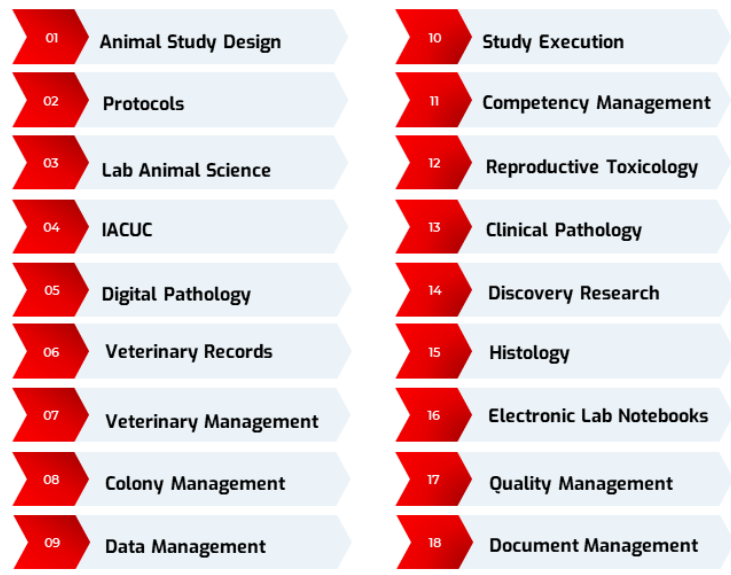 01 Animal Study Design
02 Protocols
03 Lab Animal Science
04 IACUC
05 Digital Pathology
06 Veterinary Records
07 Veterinary Management
08 Colony Management
09 Data Management
10 Study Execution
11 Competency Management
12 Reproductive Toxicology
13 Clinical Pathology
14 Discovery Research
15 Histology
16 Electronic Lab Notebooks
17 Quality Management
18 Document Management